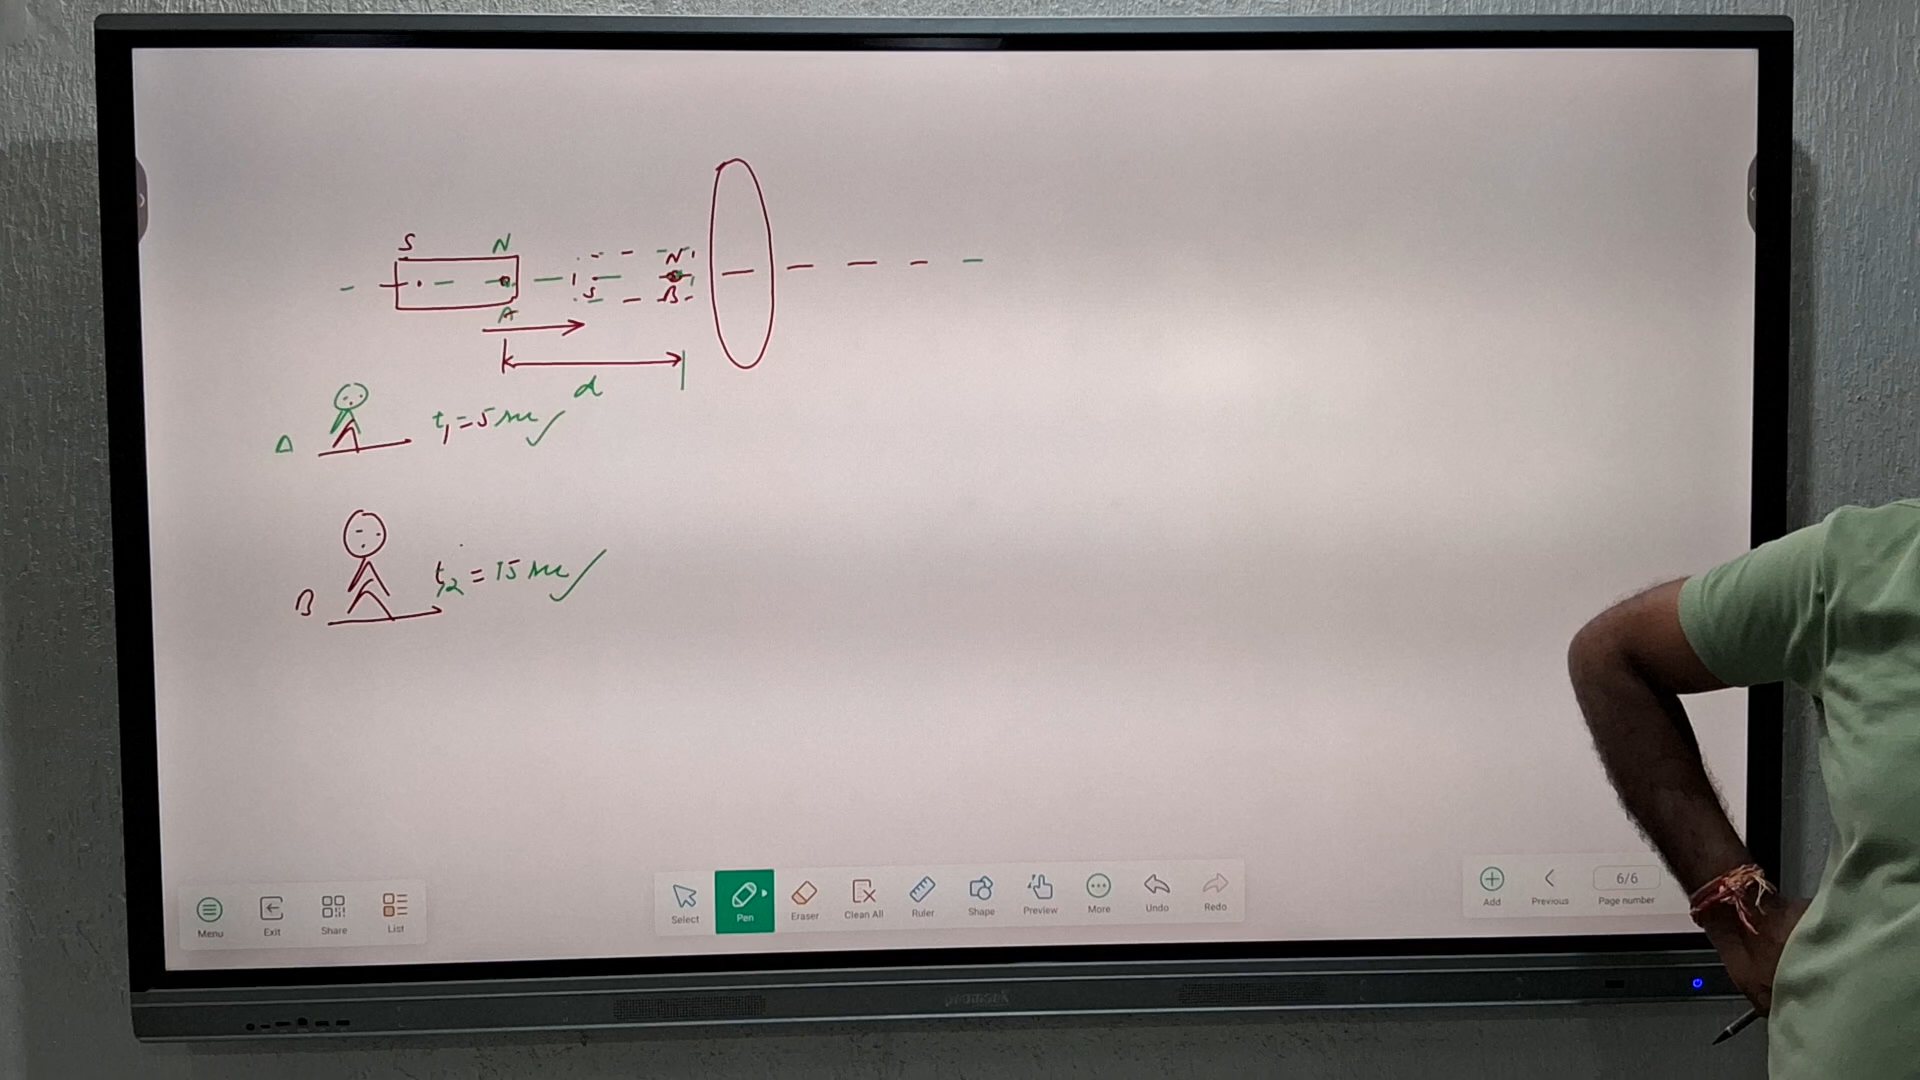 S N N
S
A B
d
A t₁ = 5 sec
B t₂ = 15 sec
Menu Exit Share List
Select Pen Eraser Clean All Ruler Shape Preview More Undo Redo
Add Previous 6/6 Page number